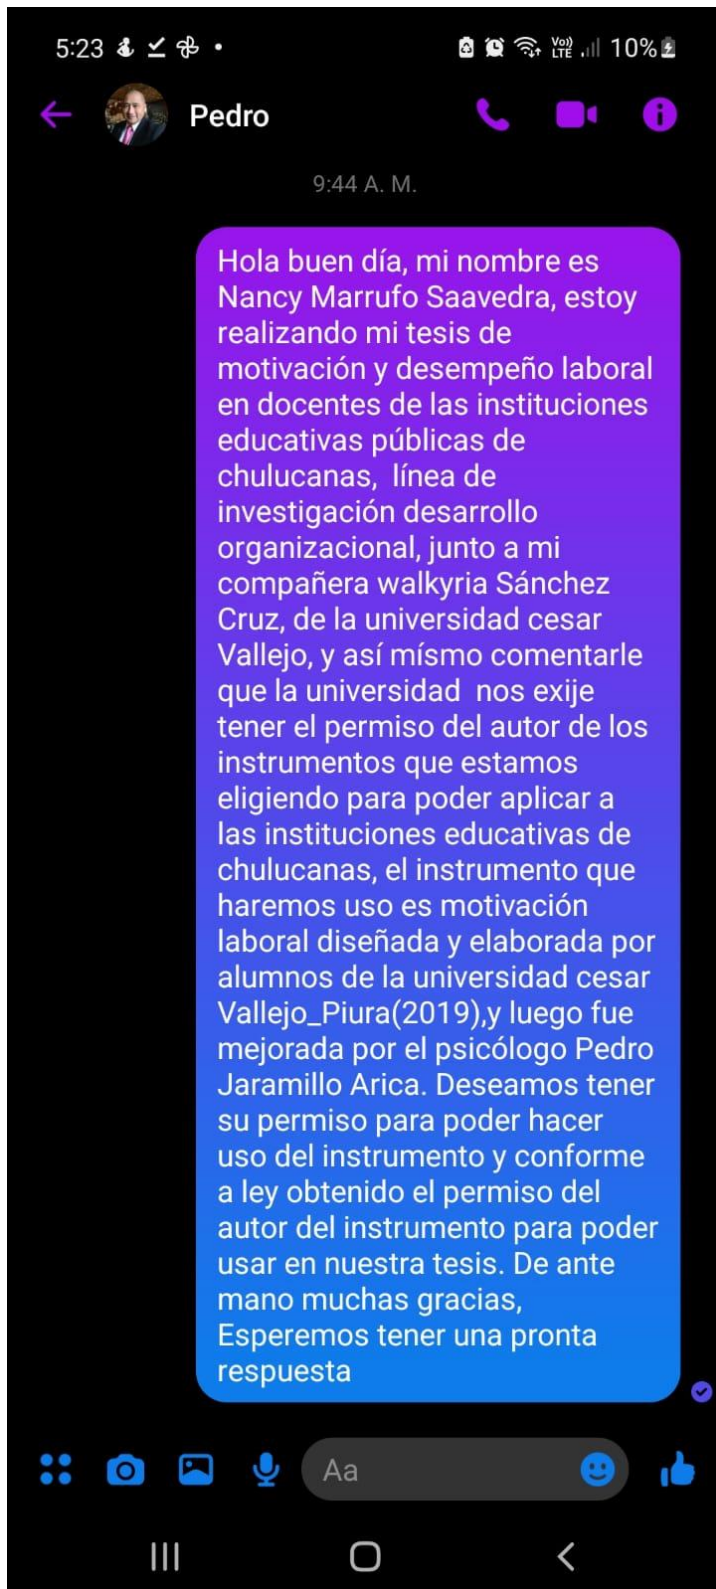 5:23
Vo))
LTE
10%
Pedro
9:44 A. M.
Hola buen día, mi nombre es
Nancy Marrufo Saavedra, estoy
realizando mi tesis de
motivación y desempeño laboral
en docentes de las instituciones
educativas públicas de
chulucanas,  línea de
investigación desarrollo
organizacional, junto a mi
compañera walkyria Sánchez
Cruz, de la universidad cesar
Vallejo, y así mísmo comentarle
que la universidad  nos exije
tener el permiso del autor de los
instrumentos que estamos
eligiendo para poder aplicar a
las instituciones educativas de
chulucanas, el instrumento que
haremos uso es motivación
laboral diseñada y elaborada por
alumnos de la universidad cesar
Vallejo_Piura(2019),y luego fue
mejorada por el psicólogo Pedro
Jaramillo Arica. Deseamos tener
su permiso para poder hacer
uso del instrumento y conforme
a ley obtenido el permiso del
autor del instrumento para poder
usar en nuestra tesis. De ante
mano muchas gracias,
Esperemos tener una pronta
respuesta
Aa